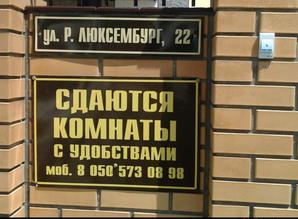 ул. Р. ЛЮКСЕМБУРГ, 22
СДАЮТСЯ
КОМНАТЫ
С УДОБСТВАМИ
МОБ. 8 050*573 08 98